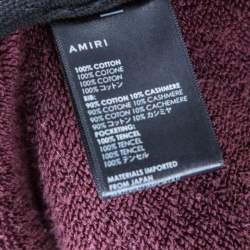 AMIRI
100% COTTON
100% COTONE
100% COTON
100% コットン
BIB:
90% COTTON 10% CASHMERE
90% COTONE 10% CASHMERE
90% COTON 10% CACHEMERE
90% コットン 10% カシミヤ
POCKETING:
100% TENCEL
100% TENCEL
100% TENCEL
100% テンセル
MATERIALS IMPORTED
FROM JAPAN